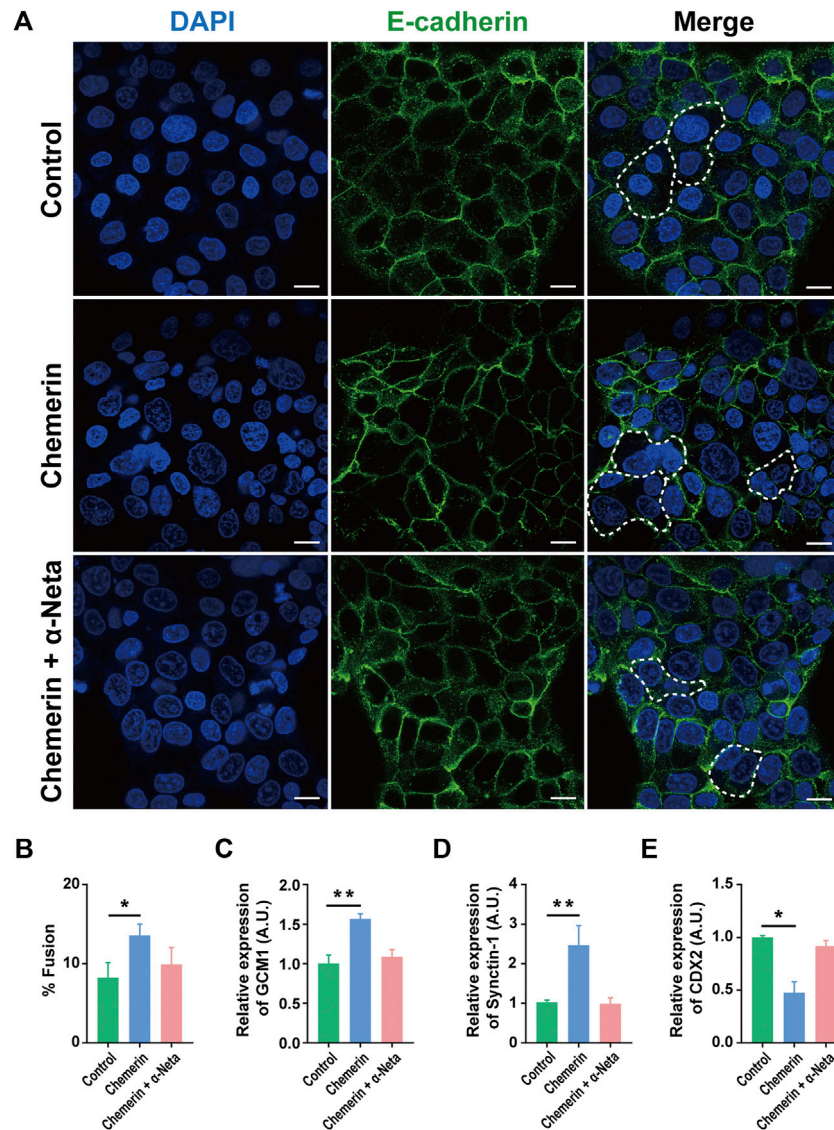 A
DAPI
E-cadherin
Merge
Control
Chemerin
Chemerin + α-Neta
B
% Fusion
20
10
0
*
Control
Chemerin
Chemerin + α-Neta
C
Relative expression
of GCM1 (A.U.)
2.0
1.5
1.0
0.5
0.0
**
Control
Chemerin
Chemerin + α-Neta
D
Relative expression
of Synctin-1 (A.U.)
4
3
2
1
0
**
Control
Chemerin
Chemerin + α-Neta
E
Relative expression
of CDX2 (A.U.)
1.5
1.0
0.5
0.0
*
Control
Chemerin
Chemerin + α-Neta